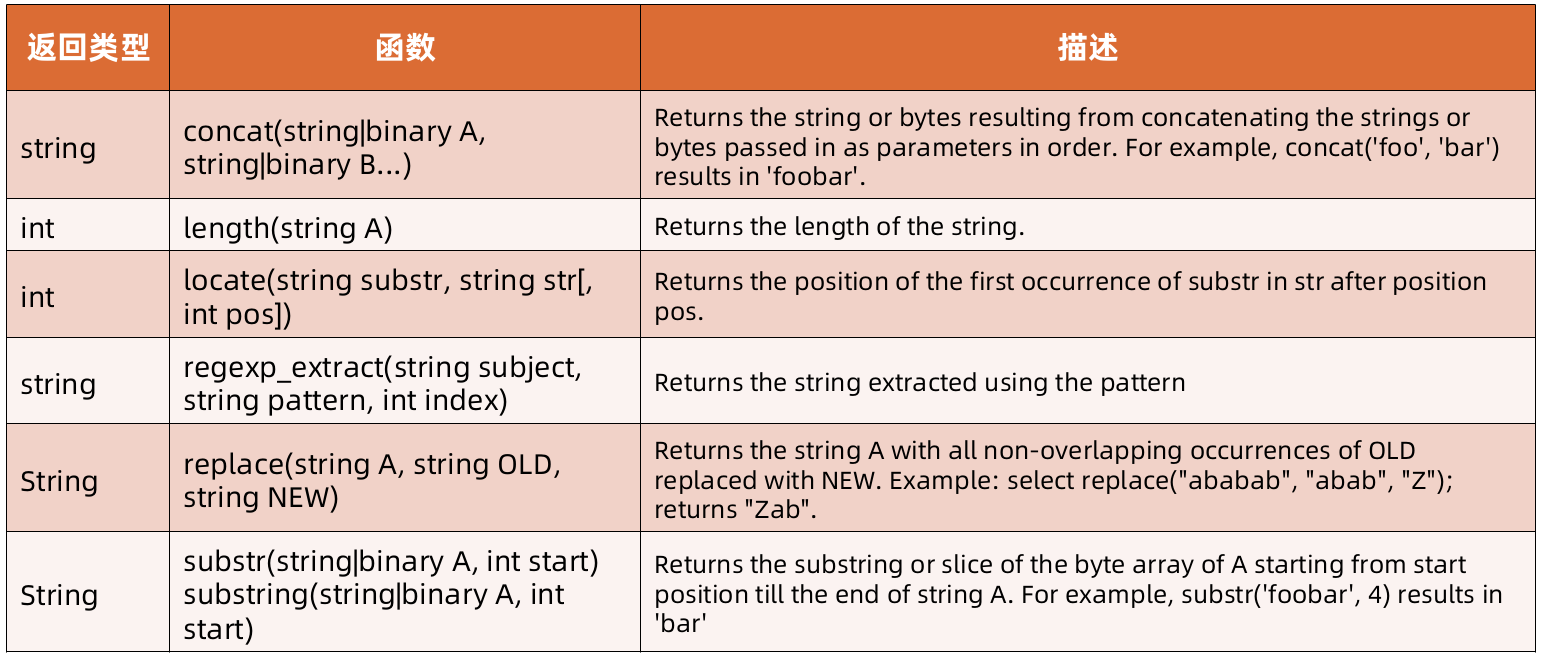 返回类型
函数
描述
string
concat(string|binary A,
string|binary B...)
Returns the string or bytes resulting from concatenating the strings or
bytes passed in as parameters in order. For example, concat('foo', 'bar')
results in 'foobar'.
int
length(string A)
Returns the length of the string.
int
locate(string substr, string str[,
int pos])
Returns the position of the first occurrence of substr in str after position
pos.
string
regexp_extract(string subject,
string pattern, int index)
Returns the string extracted using the pattern
String
replace(string A, string OLD,
string NEW)
Returns the string A with all non-overlapping occurrences of OLD
replaced with NEW. Example: select replace("ababab", "abab", "Z");
returns "Zab".
String
substr(string|binary A, int start)
substring(string|binary A, int
start)
Returns the substring or slice of the byte array of A starting from start
position till the end of string A. For example, substr('foobar', 4) results in
'bar'